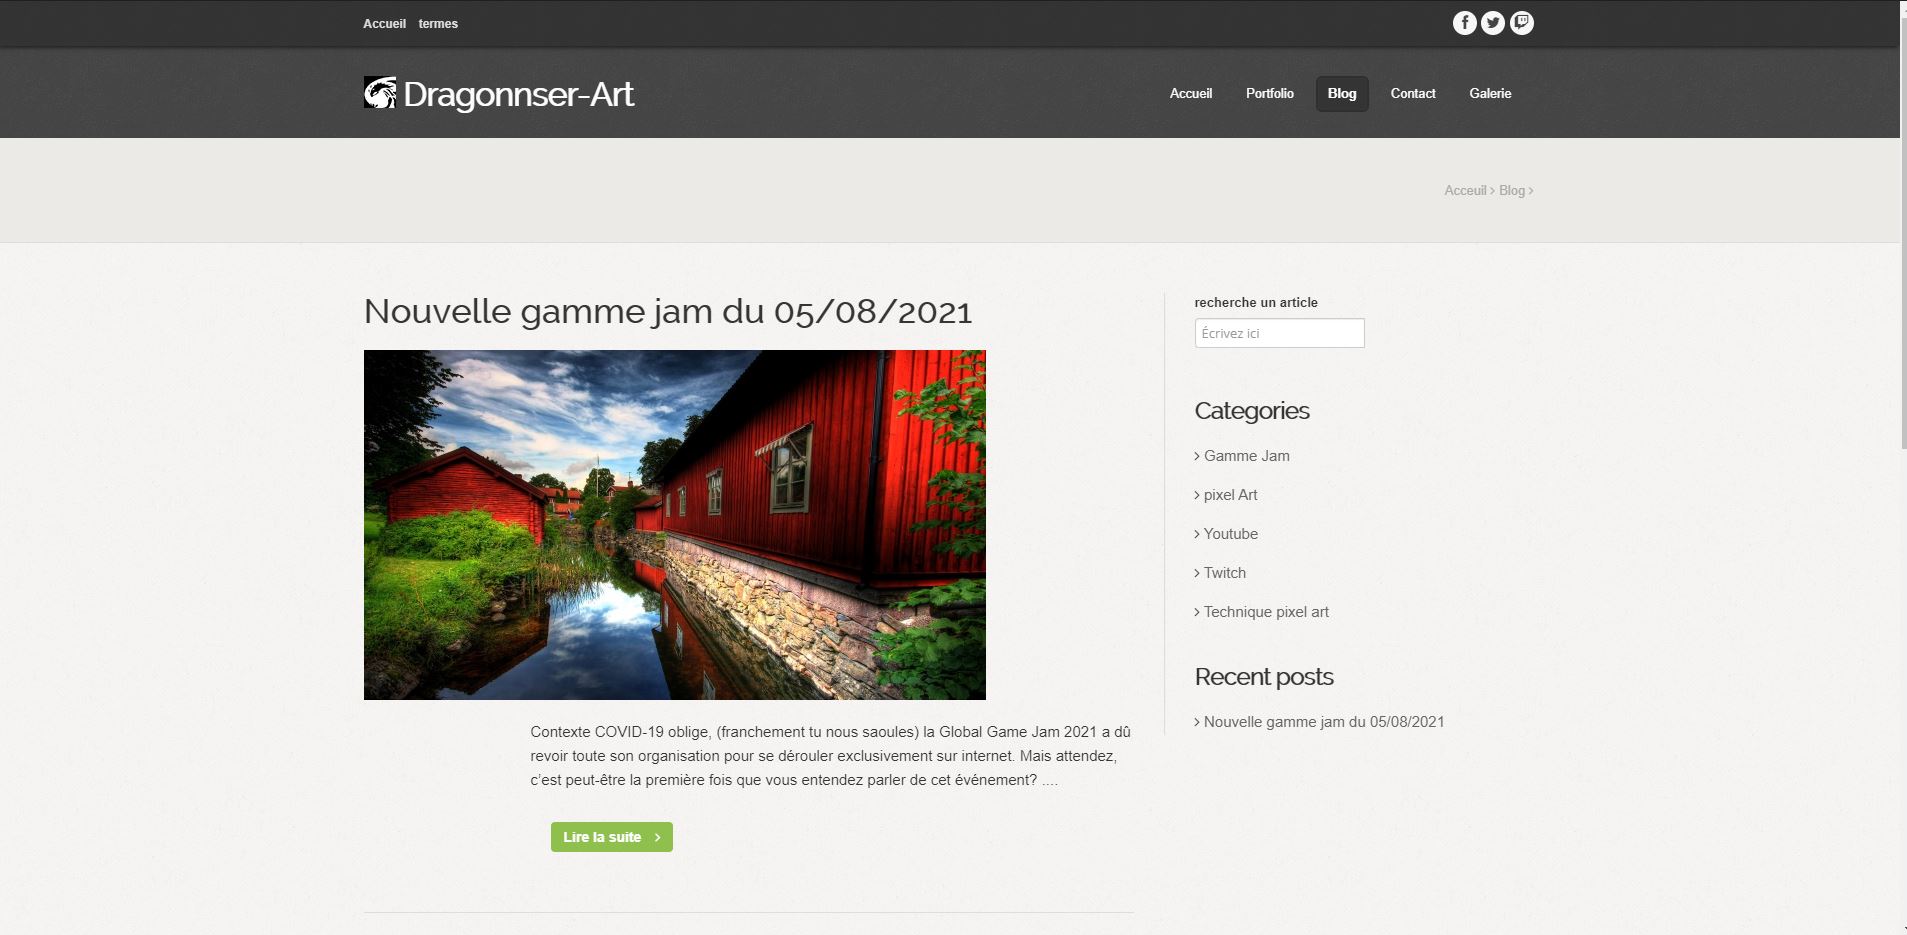 Accueil termes
Dragonnser-Art
Accueil Portfolio Blog Contact Galerie
Acceuil > Blog >
Nouvelle gamme jam du 05/08/2021
Contexte COVID-19 oblige, (franchement tu nous saoules) la Global Game Jam 2021 a dû
revoir toute son organisation pour se dérouler exclusivement sur internet. Mais attendez,
c’est peut-être la première fois que vous entendez parler de cet événement? ....
Lire la suite >
recherche un article
Écrivez ici
Categories
> Gamme Jam
> pixel Art
> Youtube
> Twitch
> Technique pixel art
Recent posts
> Nouvelle gamme jam du 05/08/2021